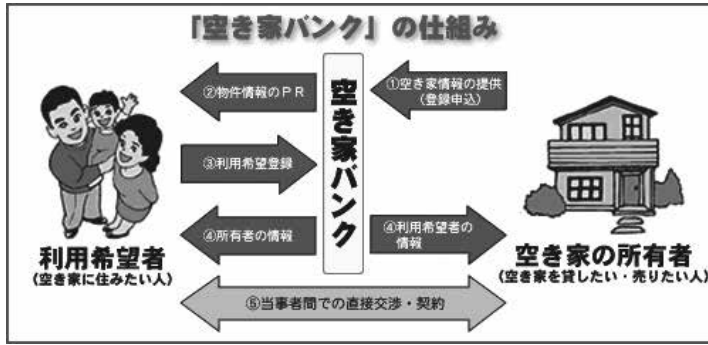 「空き家バンク」の仕組み
②物件情報のＰＲ
①空き家情報の提供
(登録申込)
空き家バンク
③利用希望登録
④所有者の情報
④利用希望者の
情報
利用希望者
(空き家に住みたい人)
空き家の所有者
(空き家を貸したい・売りたい人)
⑤当事者間での直接交渉・契約